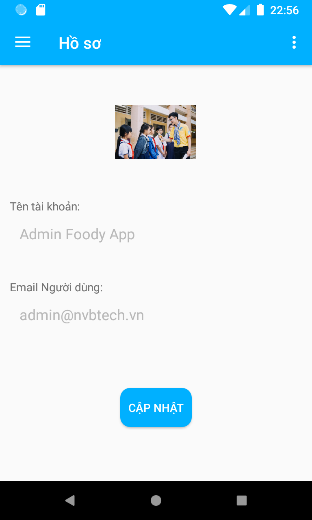 22:56
Hồ sơ
Tên tài khoản:
Admin Foody App
Email Người dùng:
admin@nvbtech.vn
CẬP NHẬT